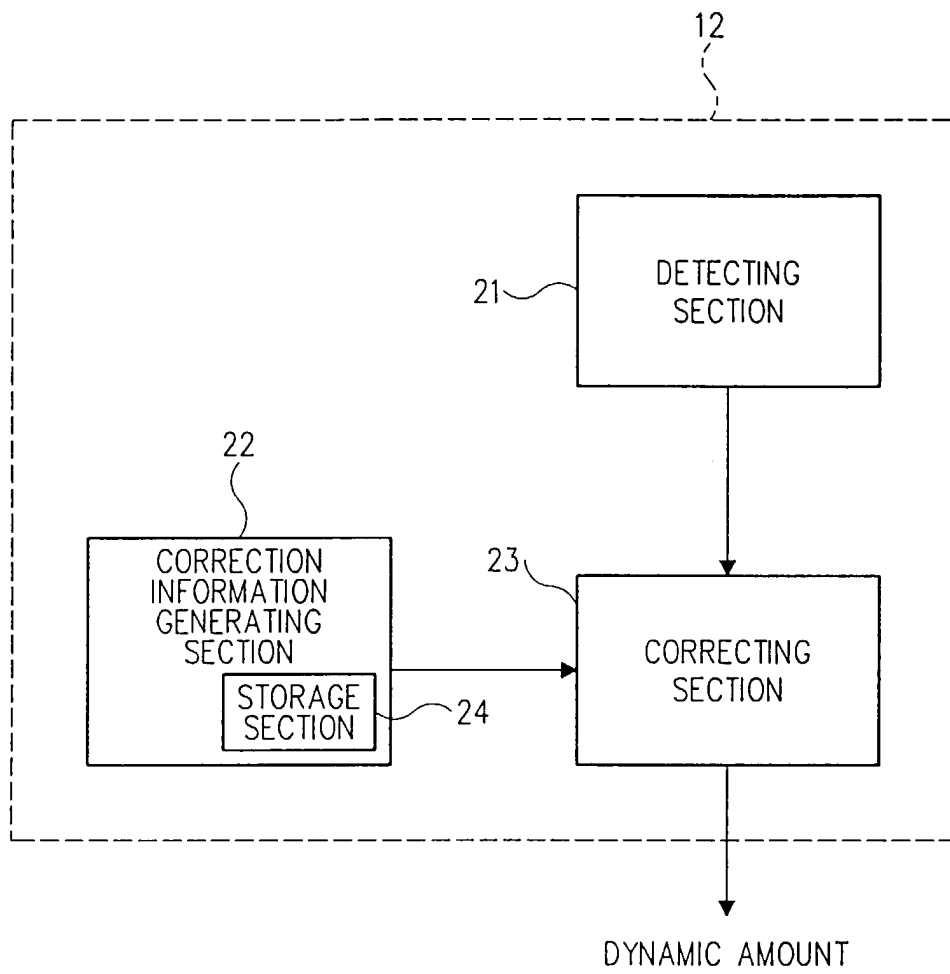 12
DETECTING
SECTION
21
22
CORRECTION
INFORMATION
GENERATING
SECTION
STORAGE
SECTION
24
23
CORRECTING
SECTION
DYNAMIC AMOUNT